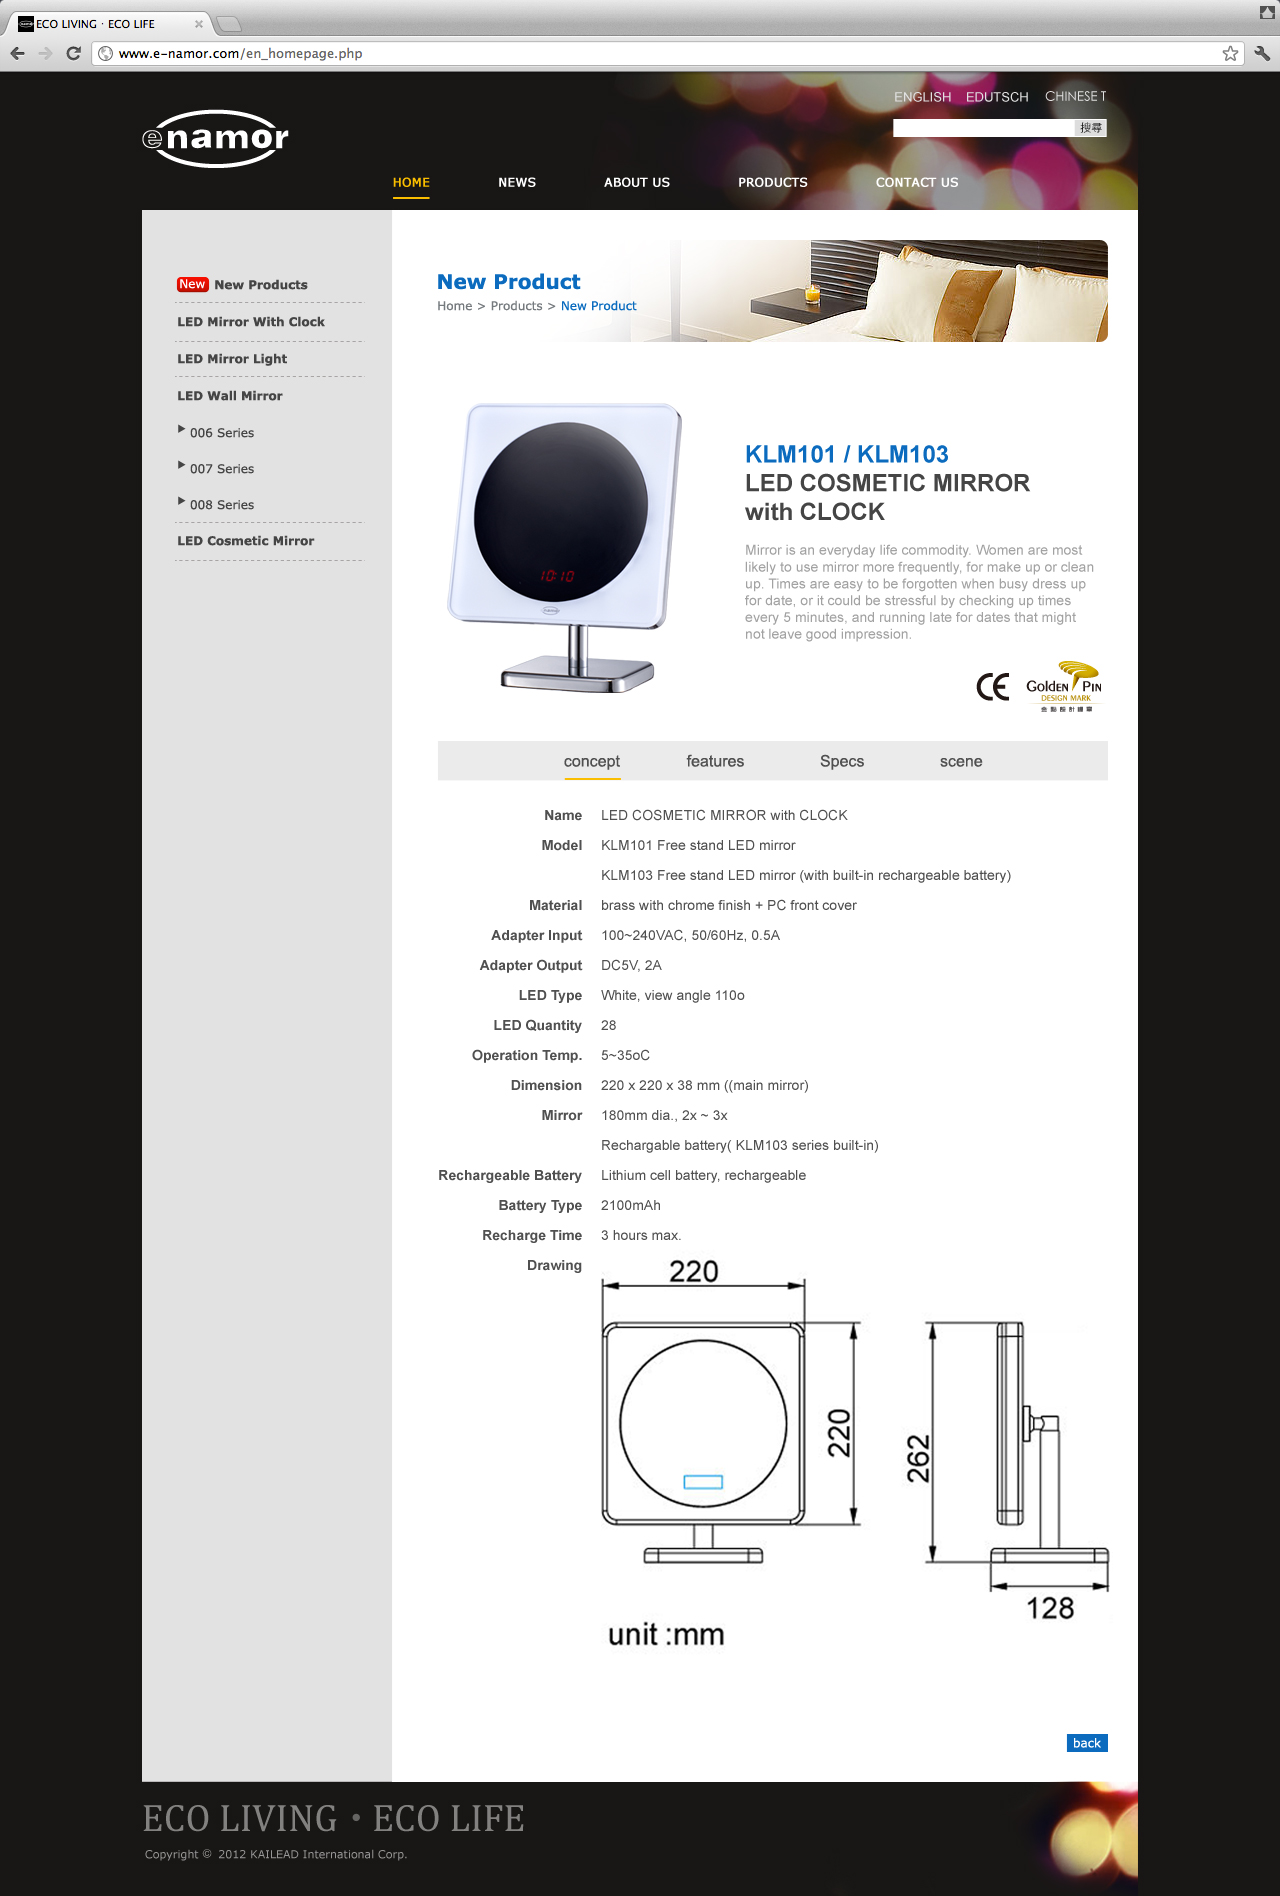 ECO LIVING · ECO LIFE
www.e-namor.com/en_homepage.php
ENGLISH EDUTSCH CHINESE T
e namor
搜尋
HOME NEWS ABOUT US PRODUCTS CONTACT US
New New Products
LED Mirror With Clock
LED Mirror Light
LED Wall Mirror
006 Series
007 Series
008 Series
LED Cosmetic Mirror
New Product
Home > Products > New Product
10:10
namor
KLM101 / KLM103
LED COSMETIC MIRROR
with CLOCK
Mirror is an everyday life commodity. Women are most
likely to use mirror more frequently, for make up or clean
up. Times are easy to be forgotten when busy dress up
for date, or it could be stressful by checking up times
every 5 minutes, and running late for dates that might
not leave good impression.
CE
GOLDEN PIN
DESIGN MARK
金點設計標章
concept features Specs scene
Name LED COSMETIC MIRROR with CLOCK
Model KLM101 Free stand LED mirror
KLM103 Free stand LED mirror (with built-in rechargeable battery)
Material brass with chrome finish + PC front cover
Adapter Input 100~240VAC, 50/60Hz, 0.5A
Adapter Output DC5V, 2A
LED Type White, view angle 110o
LED Quantity 28
Operation Temp. 5~35oC
Dimension 220 x 220 x 38 mm ((main mirror)
Mirror 180mm dia., 2x ~ 3x
Rechargable battery( KLM103 series built-in)
Rechargeable Battery Lithium cell battery, rechargeable
Battery Type 2100mAh
Recharge Time 3 hours max.
Drawing
220
220
262
128
unit :mm
back
ECO LIVING · ECO LIFE
Copyright © 2012 KAILEAD International Corp.